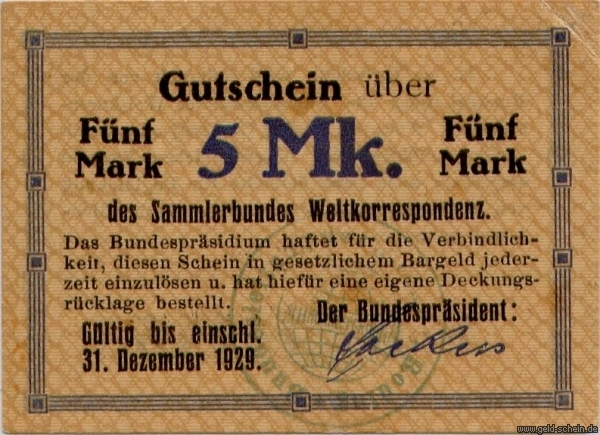 Gutschein über
Fünf Mark 5 Mk. Fünf Mark
des Sammlerbundes Weltkorrespondenz.
Das Bundespräsidium haftet für die Verbindlich-
keit, diesen Schein in gesetzlichem Bargeld jeder-
zeit einzulösen u. hat hiefür eine eigene Deckungs-
rücklage bestellt.
Der Bundespräsident:
Gültig bis einschl.
31. Dezember 1929.
www.geld-schein.de